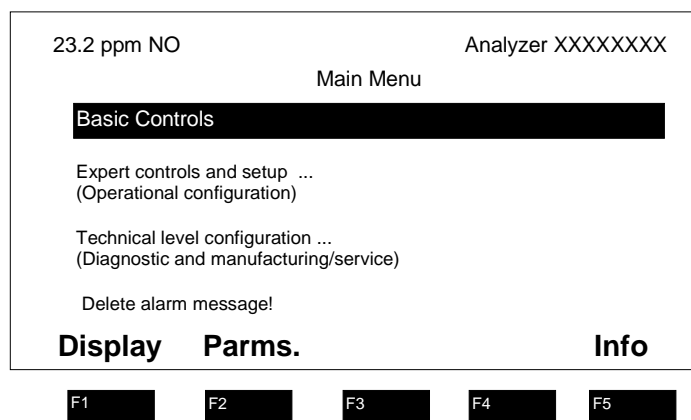 23.2 ppm NO Analyzer XXXXXXXX
Main Menu
Basic Controls
Expert controls and setup ...
(Operational configuration)
Technical level configuration ...
(Diagnostic and manufacturing/service)
Delete alarm message!
Display Parms. Info
F1 F2 F3 F4 F5